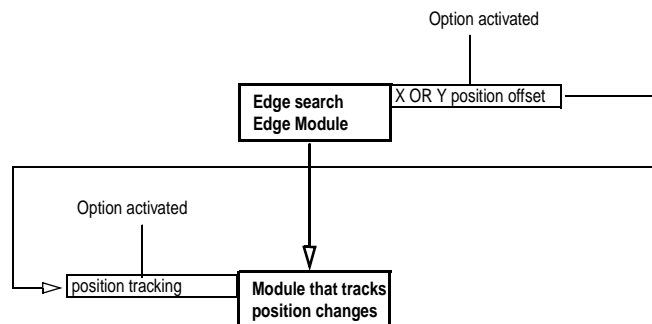 Option activated
Edge search
Edge Module
X OR Y position offset
Option activated
position tracking
Module that tracks
position changes